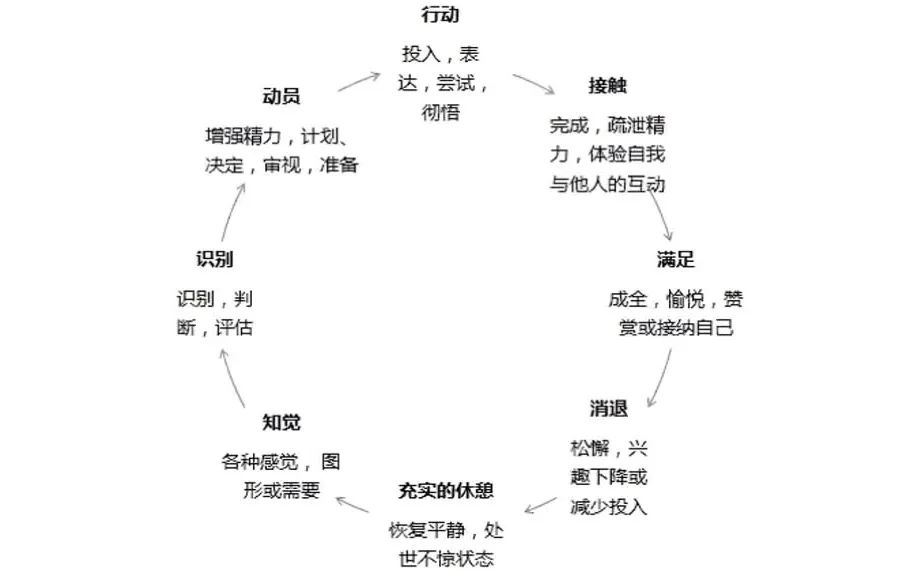 行动
投入，表
达，尝试，
彻悟
接触
完成，疏泄精
力，体验自我
与他人的互动
满足
成全，愉悦，赞
赏或接纳自己
消退
松懈，兴
趣下降或
减少投入
充实的休憩
恢复平静，处
世不惊状态
知觉
各种感觉，图
形或需要
识别
识别，判
断，评估
动员
增强精力，计划、
决定，审视，准备